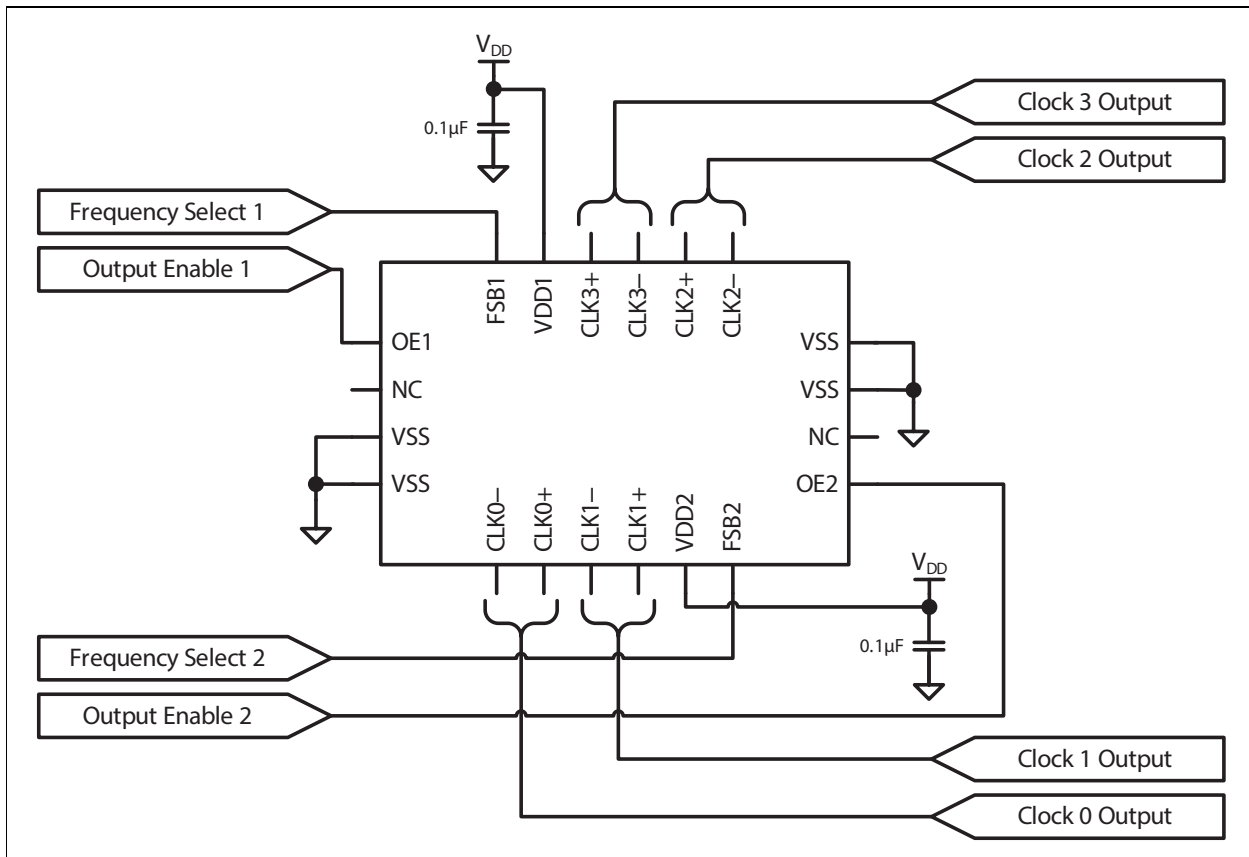 VDD
0.1µF
Clock 3 Output
Clock 2 Output
Frequency Select 1
Output Enable 1
FSB1
VDD1
CLK3+
CLK3–
CLK2+
CLK2–
OE1
NC
VSS
VSS
VSS
VSS
NC
OE2
CLK0–
CLK0+
CLK1–
CLK1+
VDD2
FSB2
VDD
0.1µF
Frequency Select 2
Output Enable 2
Clock 1 Output
Clock 0 Output